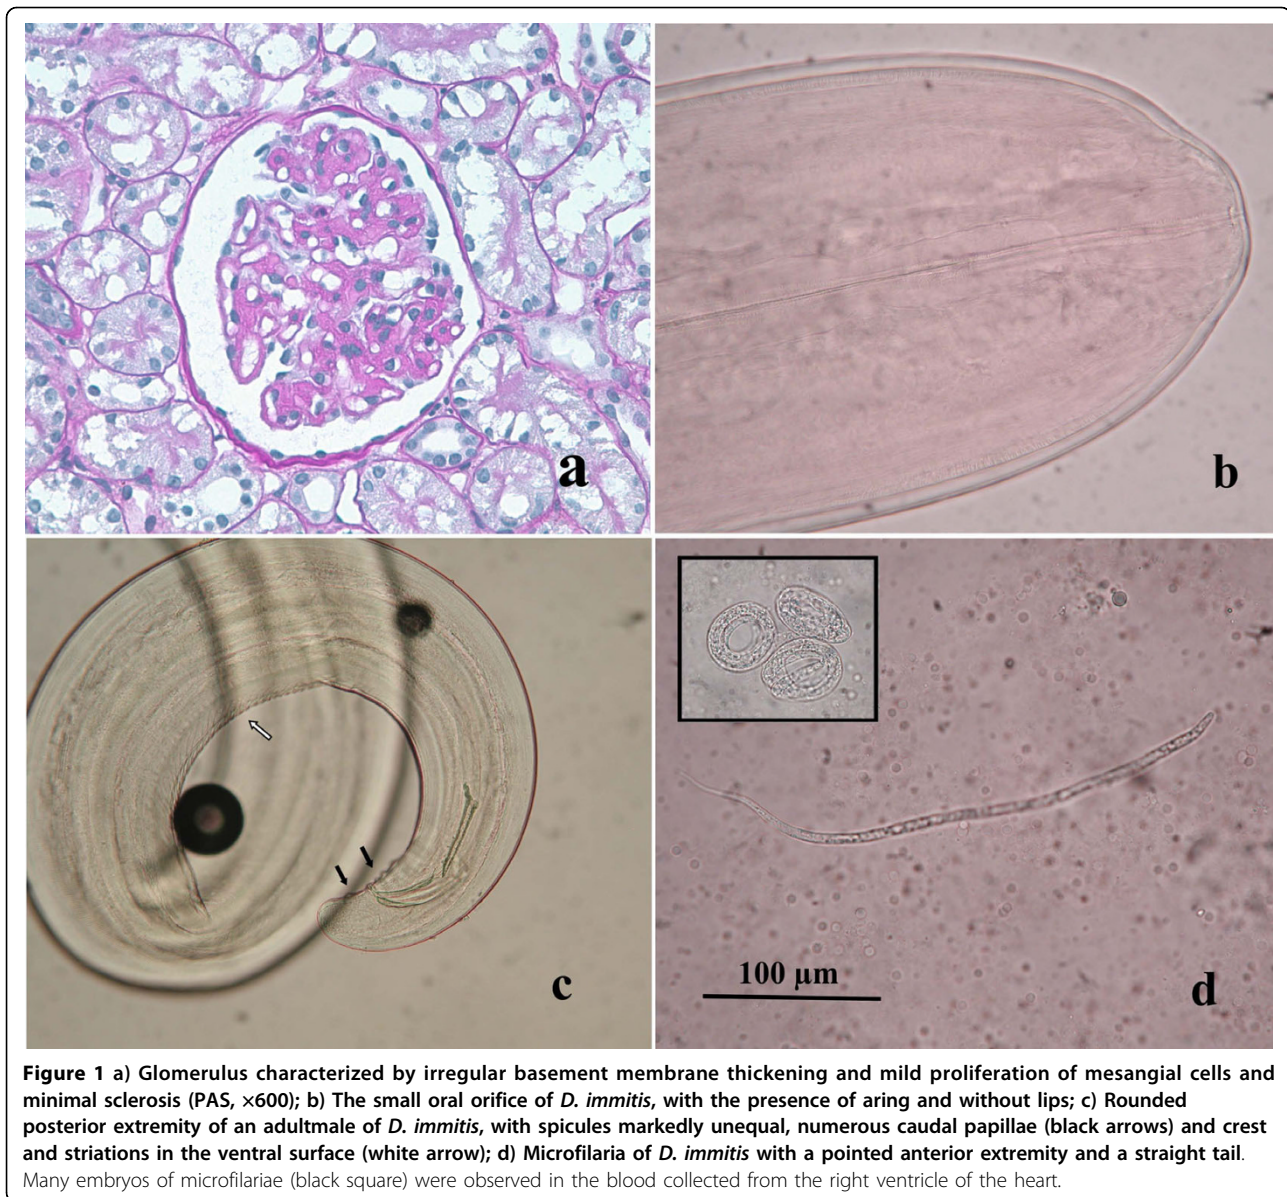 a
b
c
100 µm
d
Figure 1 a) Glomerulus characterized by irregular basement membrane thickening and mild proliferation of mesangial cells and
minimal sclerosis (PAS, ×600); b) The small oral orifice of D. immitis, with the presence of aring and without lips; c) Rounded
posterior extremity of an adultmale of D. immitis, with spicules markedly unequal, numerous caudal papillae (black arrows) and crest
and striations in the ventral surface (white arrow); d) Microfilaria of D. immitis with a pointed anterior extremity and a straight tail.
Many embryos of microfilariae (black square) were observed in the blood collected from the right ventricle of the heart.